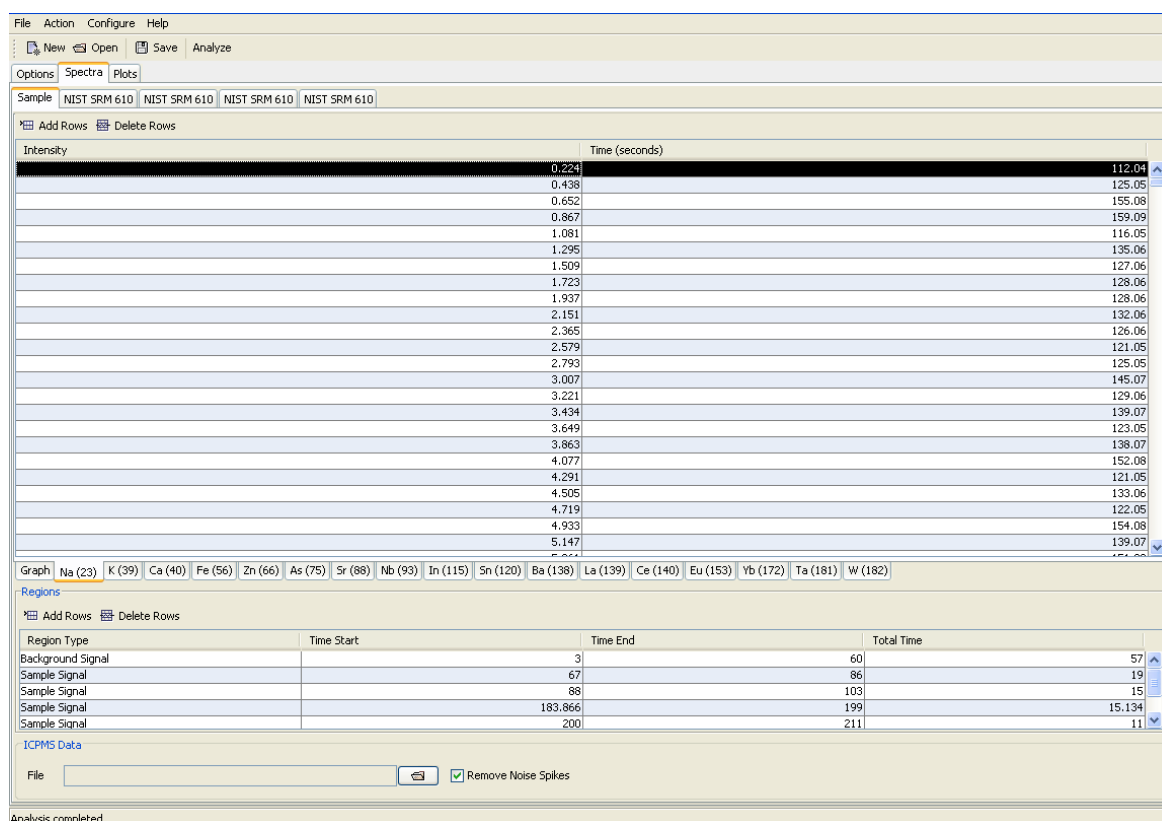 File Action Configure Help
New Open Save Analyze
Options Spectra Plots
Sample NIST SRM 610 NIST SRM 610 NIST SRM 610 NIST SRM 610
Add Rows Delete Rows
Intensity Time (seconds)
0.224 112.04
0.438 125.05
0.652 155.08
0.867 159.09
1.081 116.05
1.295 135.06
1.509 127.06
1.723 128.06
1.937 128.06
2.151 132.06
2.365 126.06
2.579 121.05
2.793 125.05
3.007 145.07
3.221 129.06
3.434 139.07
3.649 123.05
3.863 138.07
4.077 152.08
4.291 121.05
4.505 133.06
4.719 122.05
4.933 154.08
5.147 139.07
Graph Na (23) K (39) Ca (40) Fe (56) Zn (66) As (75) Sr (88) Nb (93) In (115) Sn (120) Ba (138) La (139) Ce (140) Eu (153) Yb (172) Ta (181) W (182)
Regions
Add Rows Delete Rows
Region Type Time Start Time End Total Time
Background Signal 3 60 57
Sample Signal 67 86 19
Sample Signal 88 103 15
Sample Signal 183.866 199 15.134
Sample Signal 200 211 11
ICPMS Data
File Remove Noise Spikes
Analysis completed